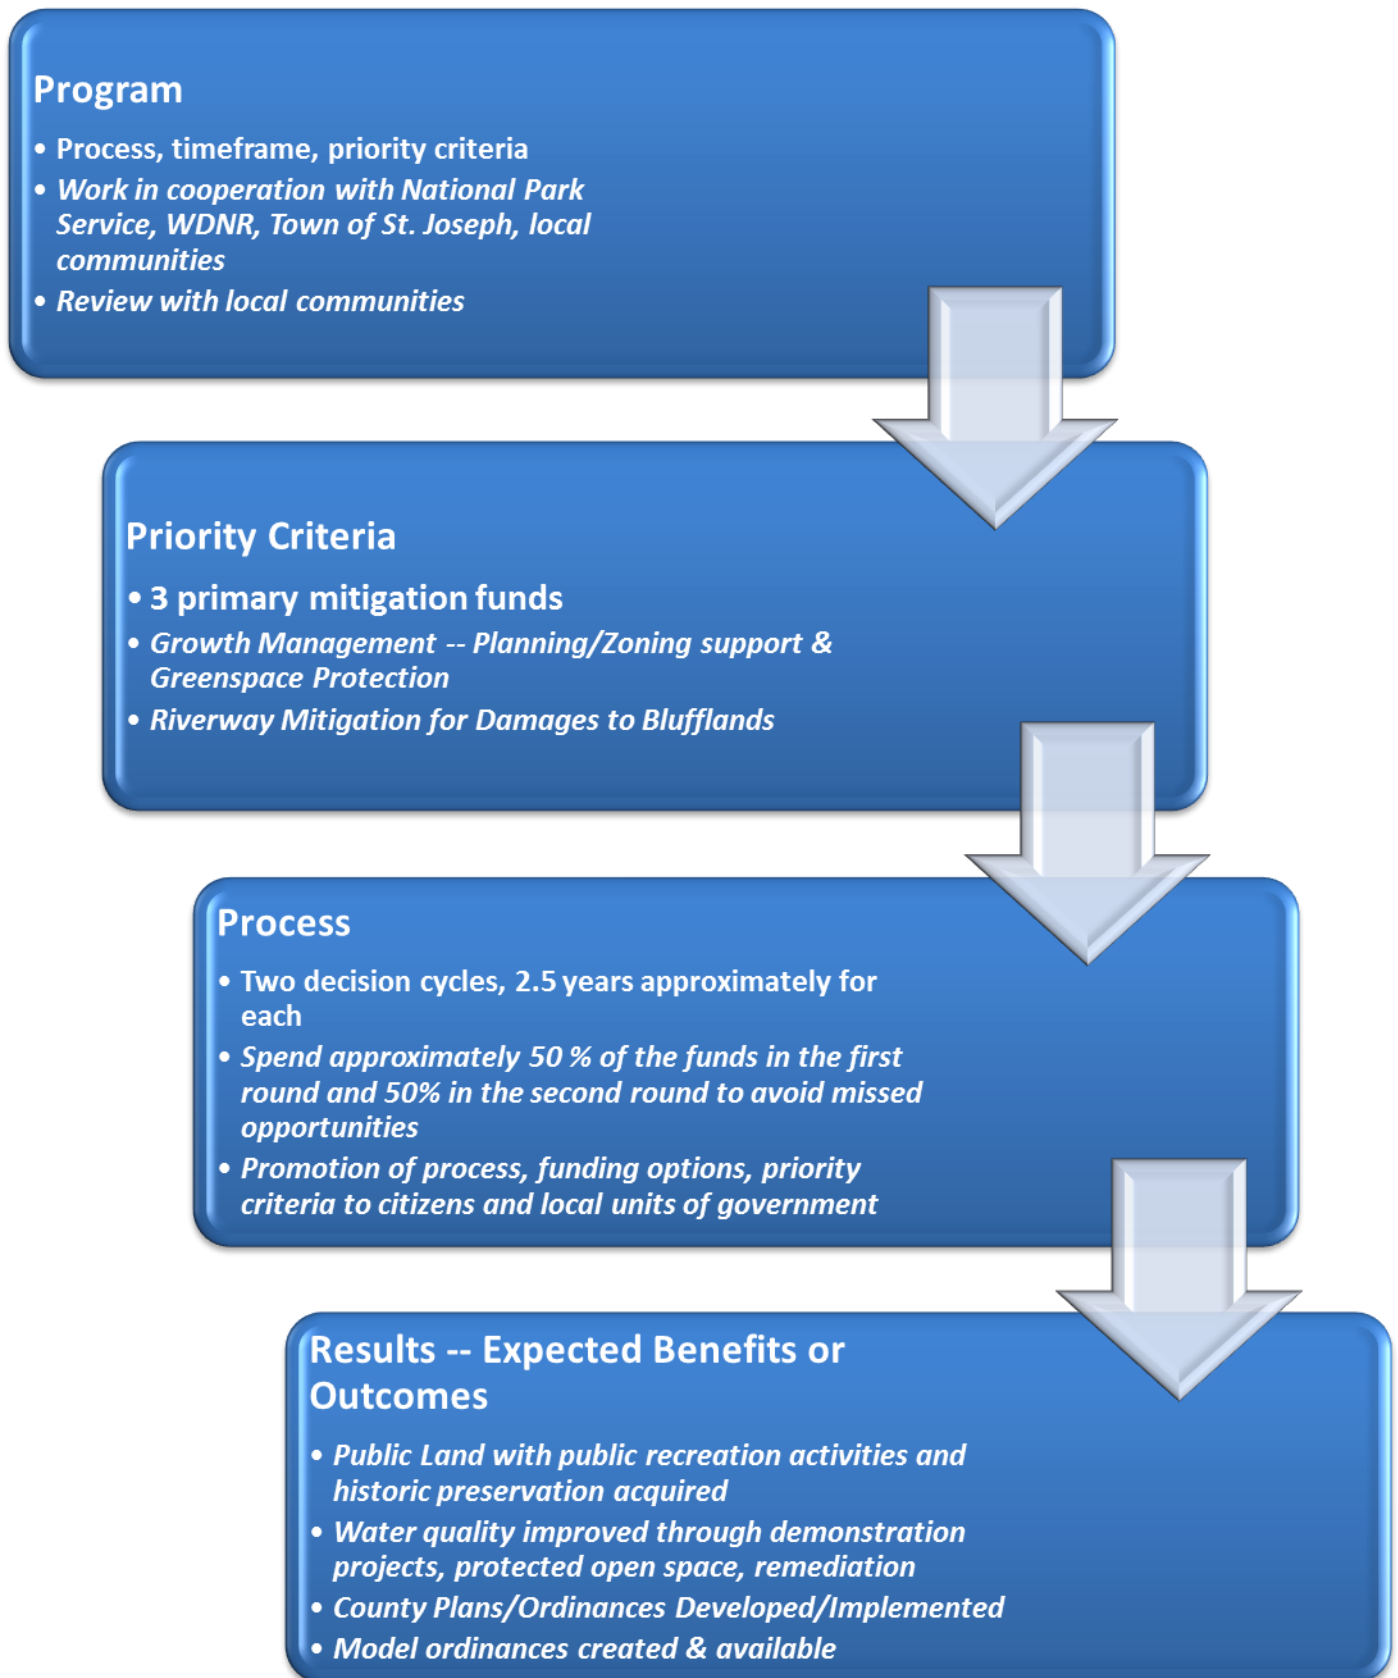 Program
• Process, timeframe, priority criteria
• Work in cooperation with National Park
Service, WDNR, Town of St. Joseph, local
communities
• Review with local communities
Priority Criteria
• 3 primary mitigation funds
• Growth Management -- Planning/Zoning support &
Greenspace Protection
• Riverway Mitigation for Damages to Blufflands
Process
• Two decision cycles, 2.5 years approximately for
each
• Spend approximately 50 % of the funds in the first
round and 50% in the second round to avoid missed
opportunities
• Promotion of process, funding options, priority
criteria to citizens and local units of government
Results -- Expected Benefits or
Outcomes
• Public Land with public recreation activities and
historic preservation acquired
• Water quality improved through demonstration
projects, protected open space, remediation
• County Plans/Ordinances Developed/Implemented
• Model ordinances created & available